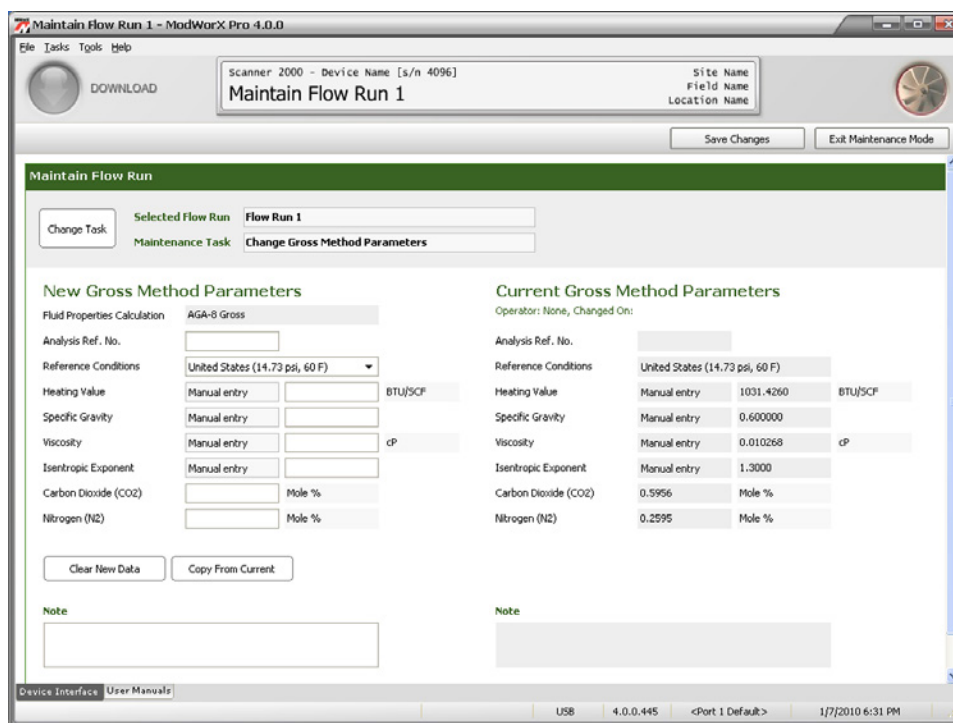 Maintain Flow Run 1 - ModWorX Pro 4.0.0
File Tasks Tools Help
DOWNLOAD
Scanner 2000 - Device Name [s/n 4096]
Maintain Flow Run 1
Site Name
Field Name
Location Name
Save Changes
Exit Maintenance Mode
Maintain Flow Run
Change Task
Selected Flow Run Flow Run 1
Maintenance Task Change Gross Method Parameters
New Gross Method Parameters
Fluid Properties Calculation AGA-8 Gross
Analysis Ref. No.
Reference Conditions United States (14.73 psi, 60 F)
Heating Value Manual entry BTU/SCF
Specific Gravity Manual entry
Viscosity Manual entry cP
Isentropic Exponent Manual entry
Carbon Dioxide (CO2) Mole %
Nitrogen (N2) Mole %
Clear New Data Copy From Current
Note
Current Gross Method Parameters
Operator: None, Changed On:
Analysis Ref. No.
Reference Conditions United States (14.73 psi, 60 F)
Heating Value Manual entry 1031.4260 BTU/SCF
Specific Gravity Manual entry 0.600000
Viscosity Manual entry 0.010268 cP
Isentropic Exponent Manual entry 1.3000
Carbon Dioxide (CO2) 0.5956 Mole %
Nitrogen (N2) 0.2595 Mole %
Note
Device Interface User Manuals
USB 4.0.0.445 <Port 1 Default> 1/7/2010 6:31 PM